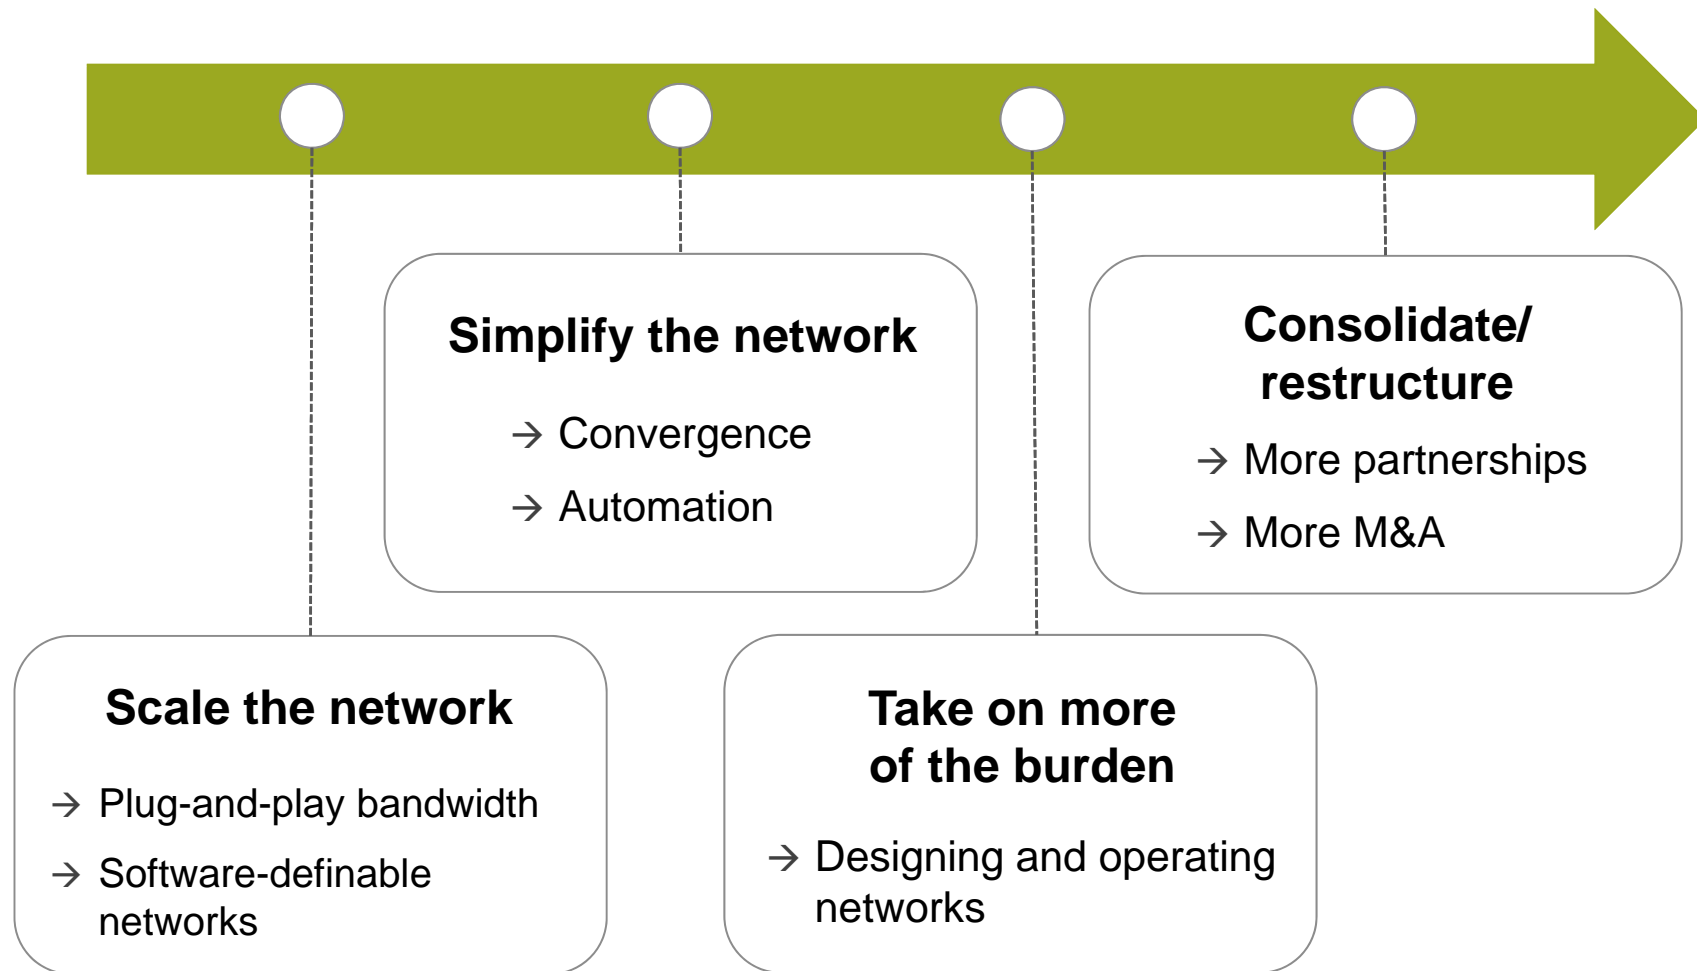 Scale the network
→ Plug-and-play bandwidth
→ Software-definable
networks
Simplify the network
→ Convergence
→ Automation
Take on more
of the burden
→ Designing and operating
networks
Consolidate/
restructure
→ More partnerships
→ More M&A